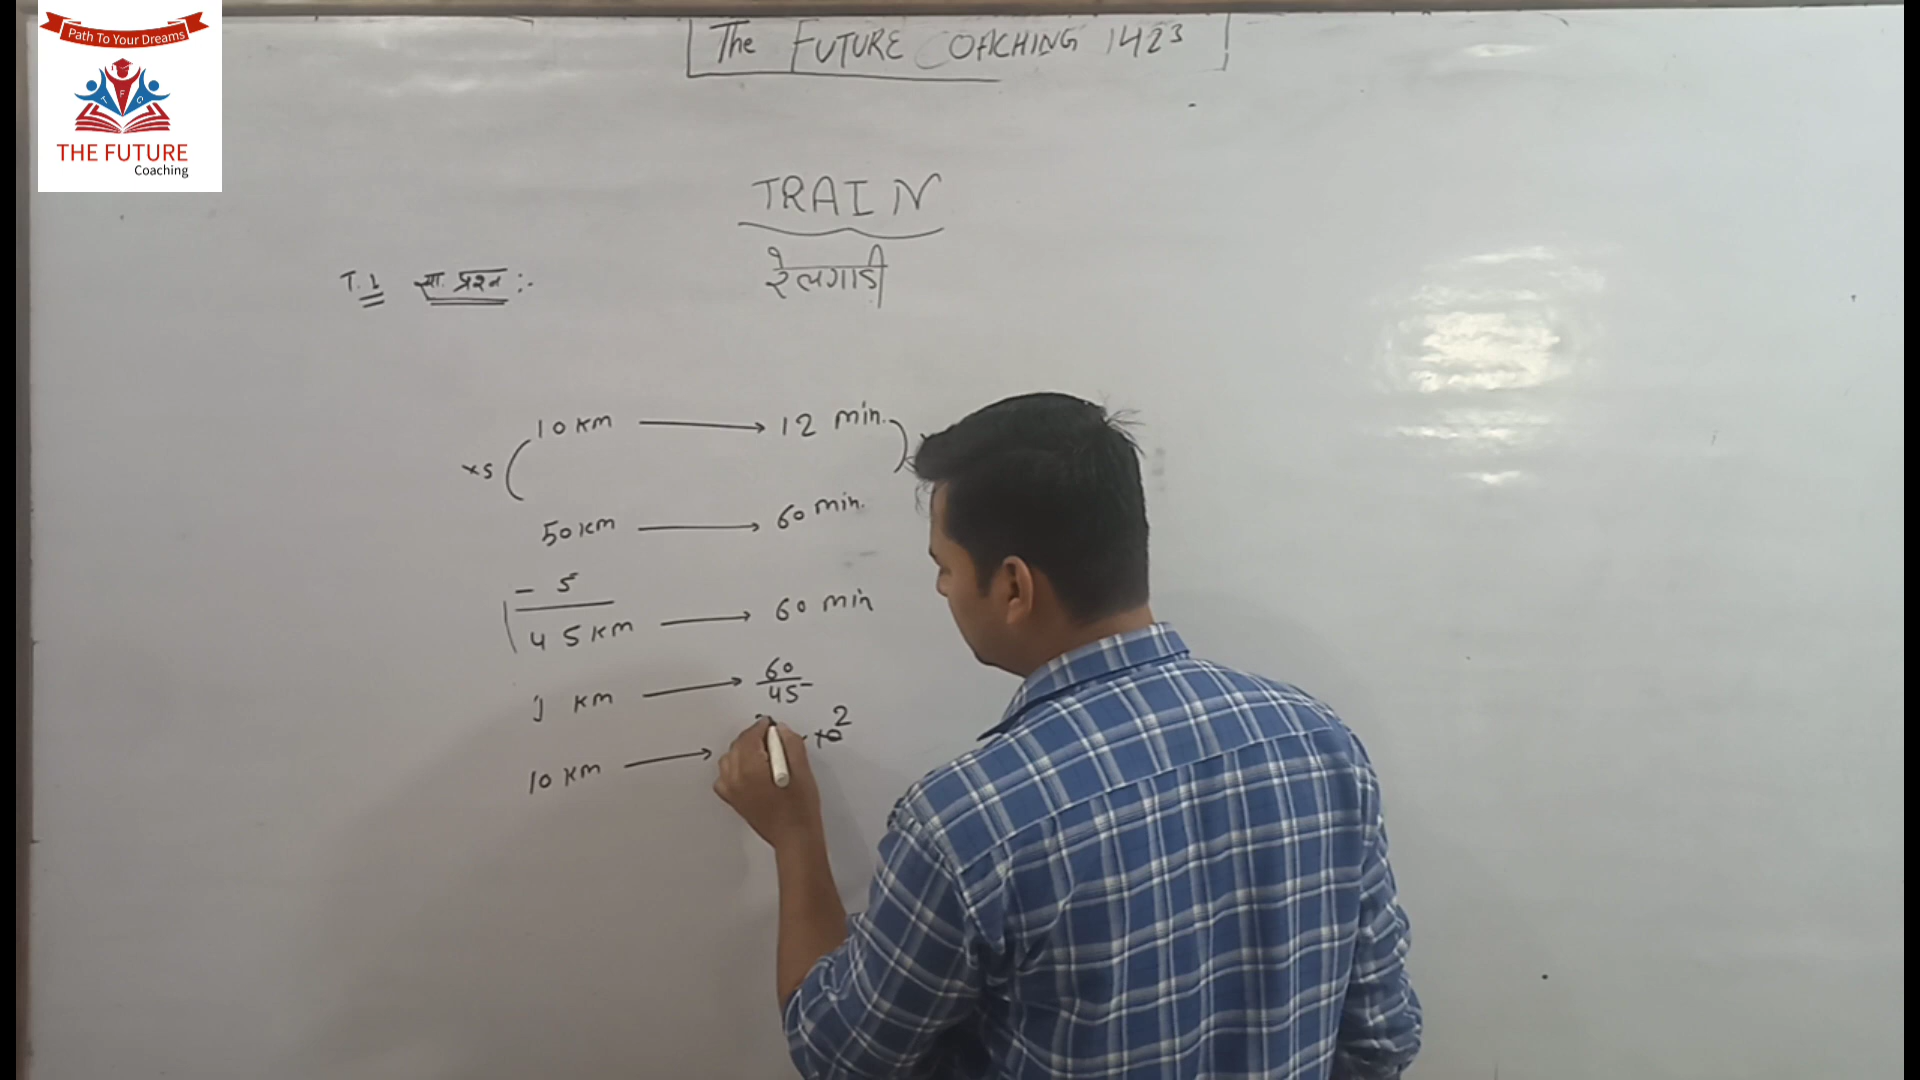 Path To Your Dreams
T F C
THE FUTURE
Coaching
The FUTURE COACHING 1423
TRAIN
रेलगाडी
T.1 सा. प्रश्न :-
10 km → 12 min.
×5
50 km → 60 min.
- 5
45 km → 60 min
1 km → 60/45
10 km → 2